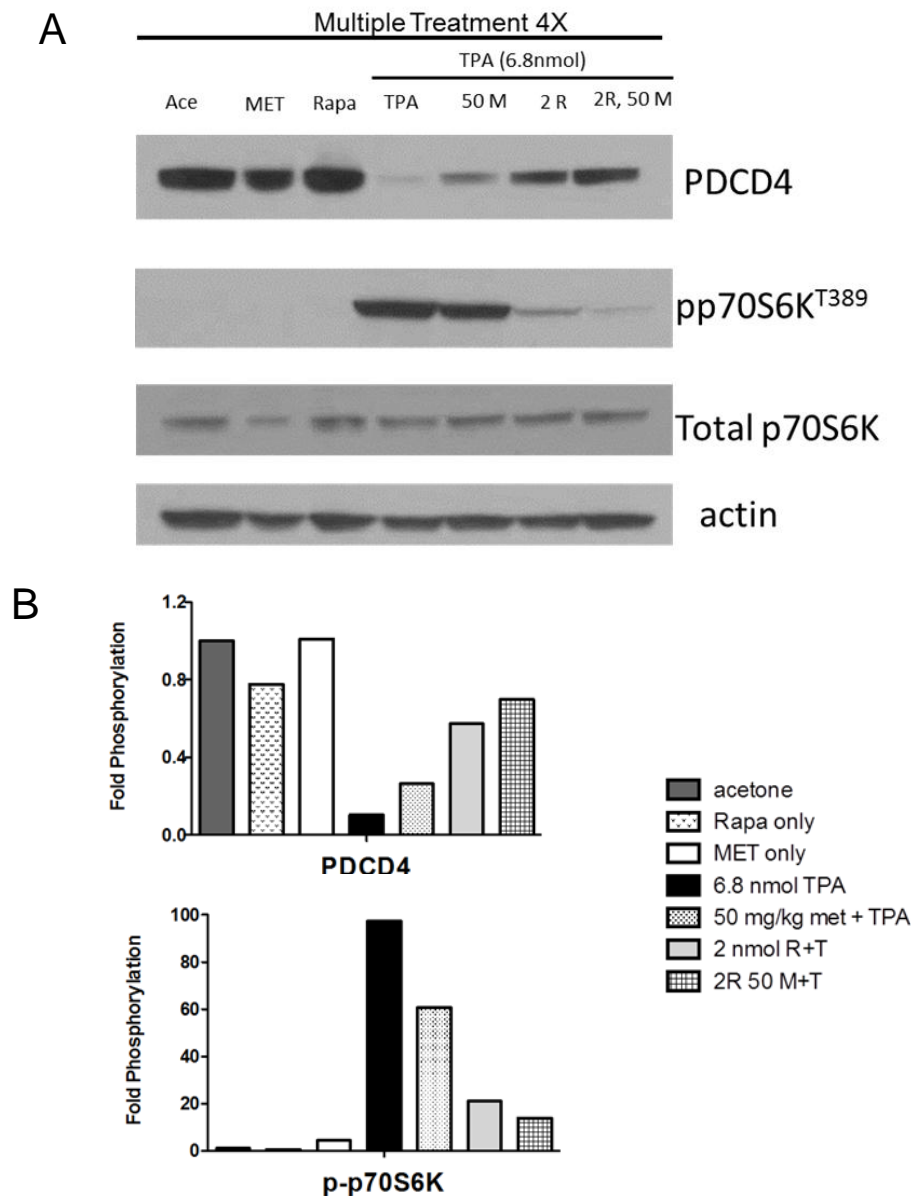 A
Multiple Treatment 4X
TPA (6.8nmol)
Ace MET Rapa TPA 50 M 2 R 2R, 50 M
PDCD4
pp70S6K^T389
Total p70S6K
actin
B
Fold Phosphorylation
1.2
0.8
0.4
0.0
PDCD4
Fold Phosphorylation
100
80
60
40
20
0
p-p70S6K
acetone
Rapa only
MET only
6.8 nmol TPA
50 mg/kg met + TPA
2 nmol R+T
2R 50 M+T